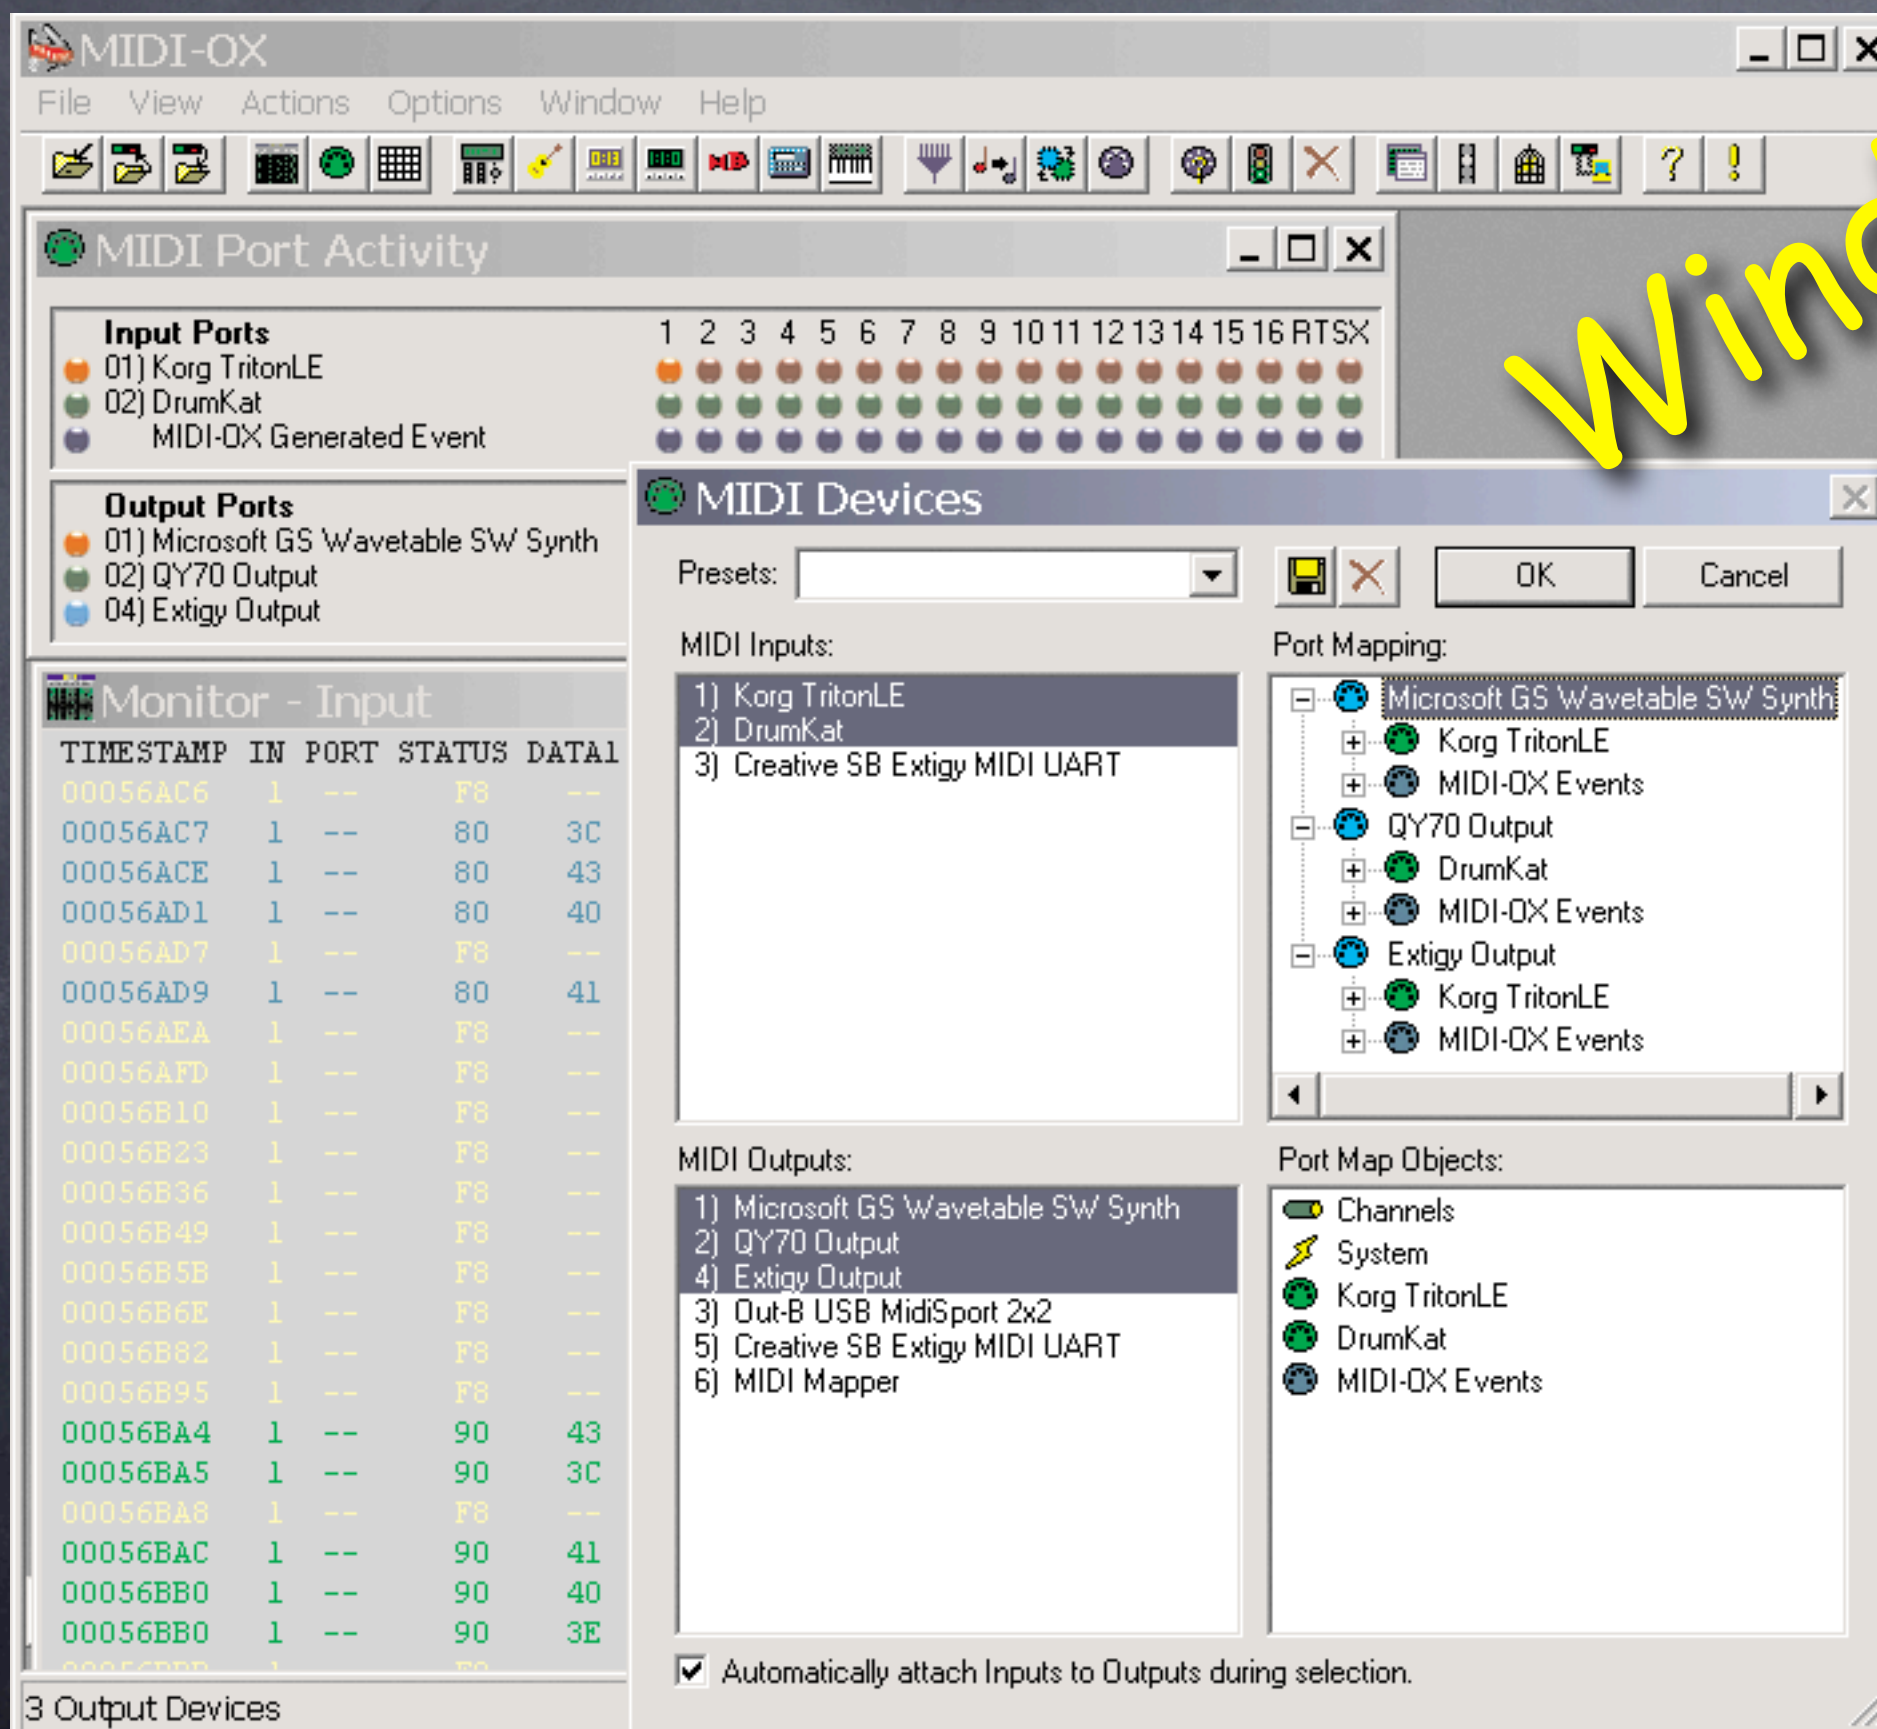 MIDI-OX
File View Actions Options Window Help
MIDI Port Activity
Input Ports 1 2 3 4 5 6 7 8 9 10 11 12 13 14 15 16 RT SX
01) Korg TritonLE
02) DrumKat
MIDI-OX Generated Event
Output Ports
01) Microsoft GS Wavetable SW Synth
02) QY70 Output
04) Extigy Output
Monitor - Input
TIMESTAMP IN PORT STATUS DATA1
00056AC6 1 -- F8 --
00056AC7 1 -- 80 3C
00056ACE 1 -- 80 43
00056AD1 1 -- 80 40
00056AD7 1 -- F8 --
00056AD9 1 -- 80 41
00056AEA 1 -- F8 --
00056AFD 1 -- F8 --
00056B10 1 -- F8 --
00056B23 1 -- F8 --
00056B36 1 -- F8 --
00056B49 1 -- F8 --
00056B5B 1 -- F8 --
00056B6E 1 -- F8 --
00056B82 1 -- F8 --
00056B95 1 -- F8 --
00056BA4 1 -- 90 43
00056BA5 1 -- 90 3C
00056BA8 1 -- F8 --
00056BAC 1 -- 90 41
00056BB0 1 -- 90 40
00056BB0 1 -- 90 3E
3 Output Devices
MIDI Devices
Presets:
OK Cancel
MIDI Inputs:
1) Korg TritonLE
2) DrumKat
3) Creative SB Extigy MIDI UART
Port Mapping:
Microsoft GS Wavetable SW Synth
Korg TritonLE
MIDI-OX Events
QY70 Output
DrumKat
MIDI-OX Events
Extigy Output
Korg TritonLE
MIDI-OX Events
MIDI Outputs:
1) Microsoft GS Wavetable SW Synth
2) QY70 Output
4) Extigy Output
3) Out-B USB MidiSport 2x2
5) Creative SB Extigy MIDI UART
6) MIDI Mapper
Port Map Objects:
Channels
System
Korg TritonLE
DrumKat
MIDI-OX Events
Automatically attach Inputs to Outputs during selection.